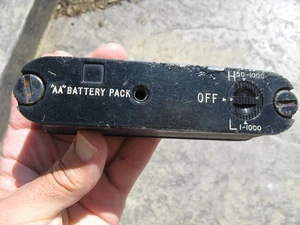 "AA" BATTERY PACK
H 50-1000
OFF
L 1-1000